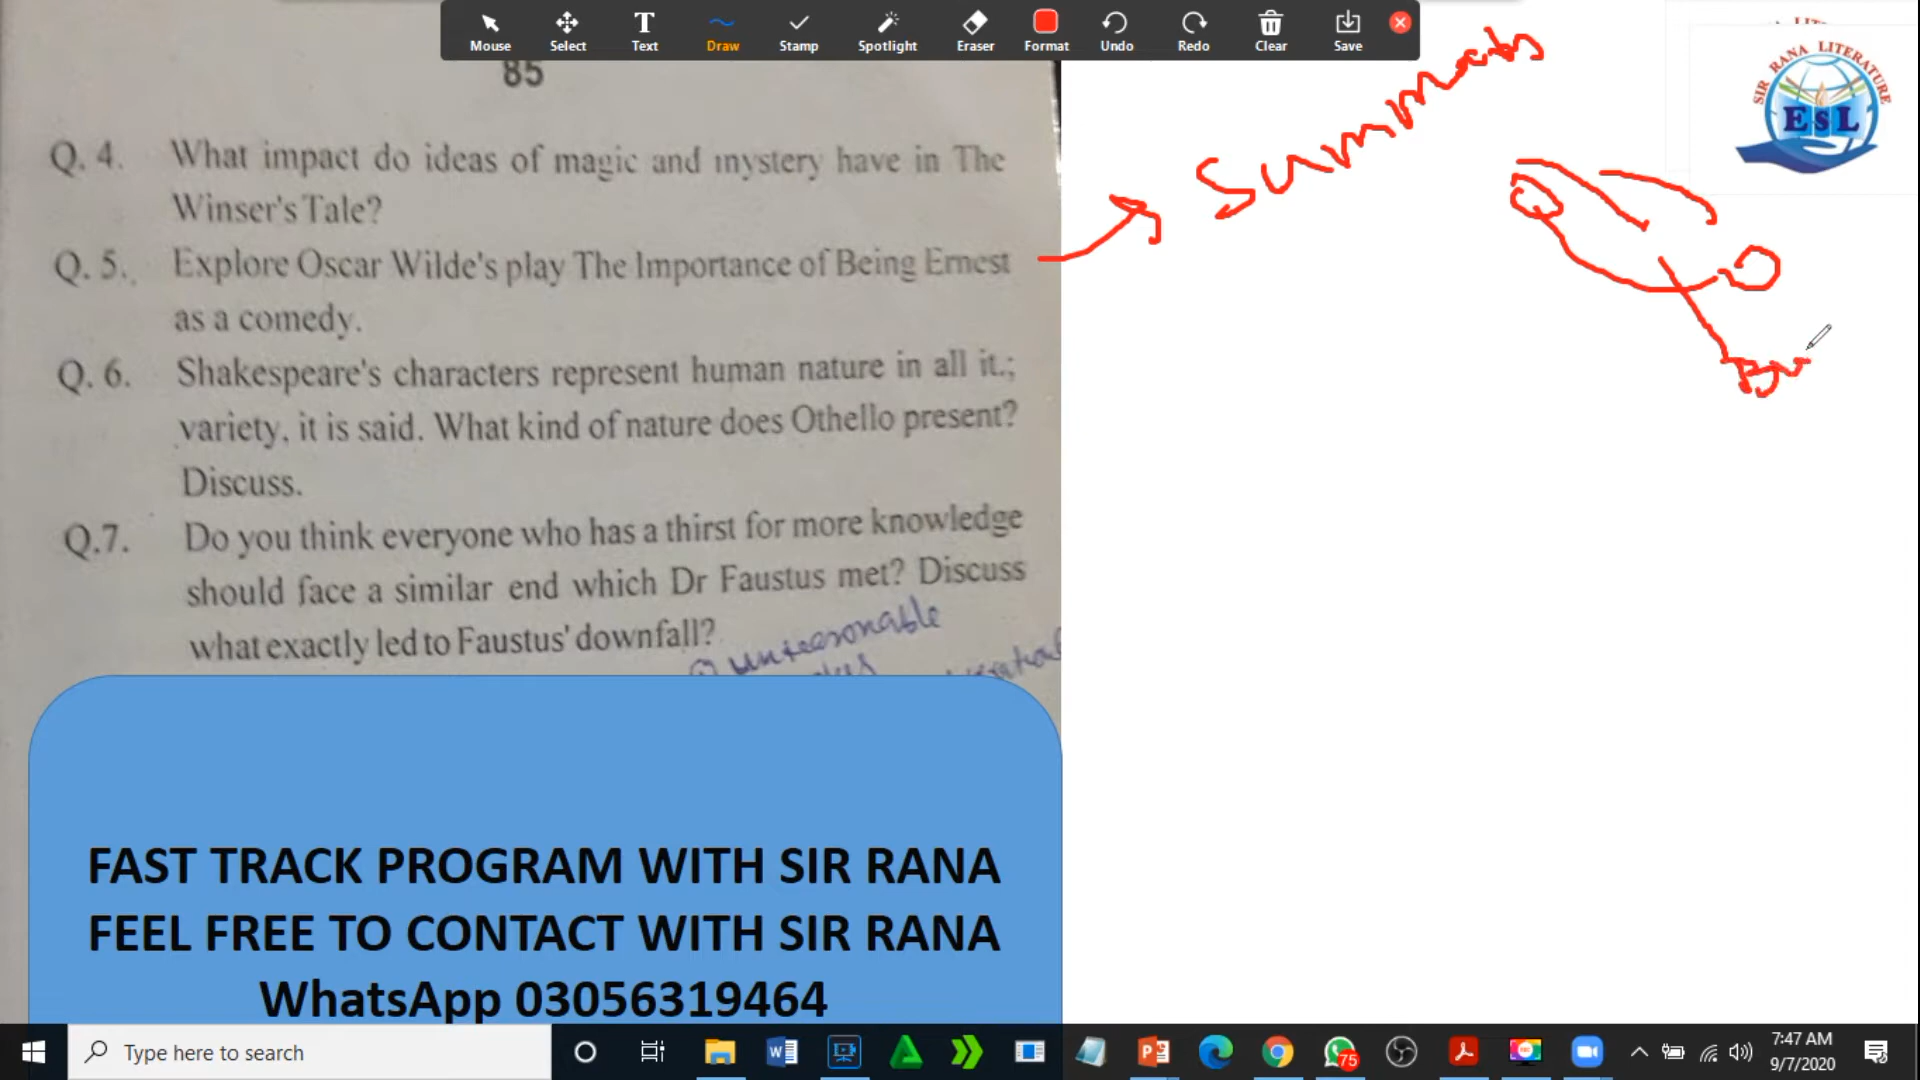 Mouse Select Text Draw Stamp Spotlight Eraser Format Undo Redo Clear Save
85
Q. 4. What impact do ideas of magic and mystery have in The
Winser's Tale?
Q. 5. Explore Oscar Wilde's play The Importance of Being Ernest
as a comedy.
Q. 6. Shakespeare's characters represent human nature in all it.;
variety, it is said. What kind of nature does Othello present?
Discuss.
Q.7. Do you think everyone who has a thirst for more knowledge
should face a similar end which Dr Faustus met? Discuss
what exactly led to Faustus' downfall?
unreasonable
SIR RANA LITERATURE
EsL
FAST TRACK PROGRAM WITH SIR RANA
FEEL FREE TO CONTACT WITH SIR RANA
WhatsApp 03056319464
Type here to search
75
7:47 AM
9/7/2020